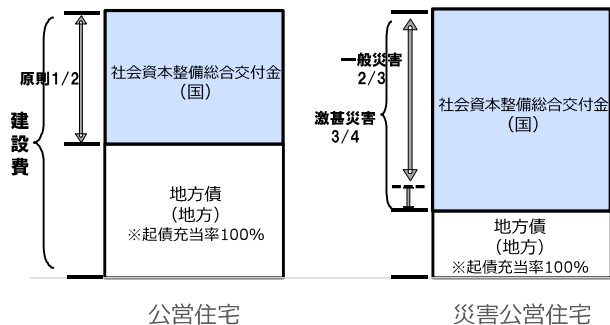 原則1/2
建設費
社会資本整備総合交付金
（国）
地方債
（地方）
※起債充当率100%
公営住宅
一般災害
2/3
激甚災害
3/4
社会資本整備総合交付金
（国）
地方債
（地方）
※起債充当率100%
災害公営住宅